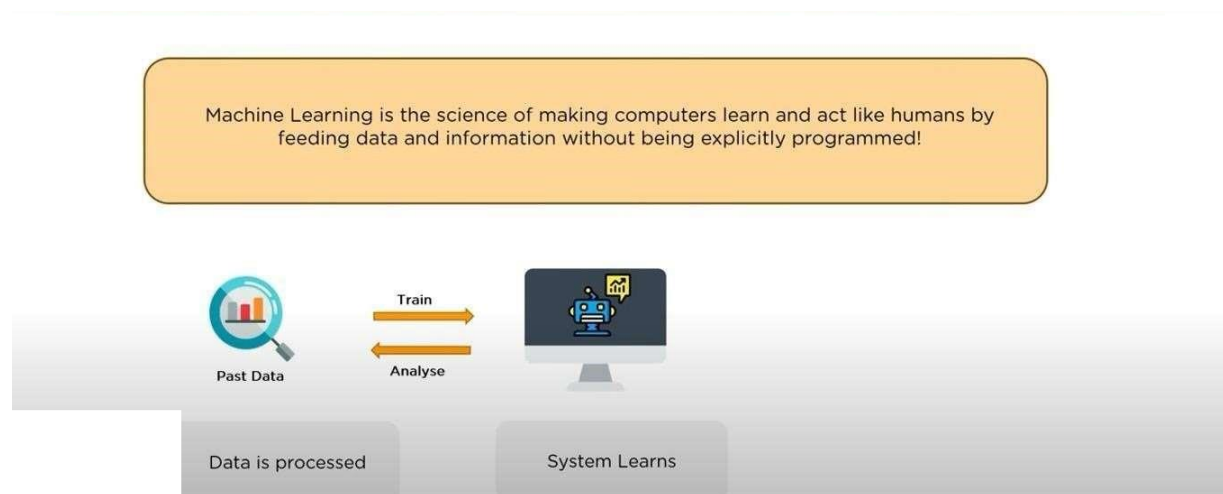 Machine Learning is the science of making computers learn and act like humans by
feeding data and information without being explicitly programmed!
Train
Past Data
Analyse
Data is processed
System Learns